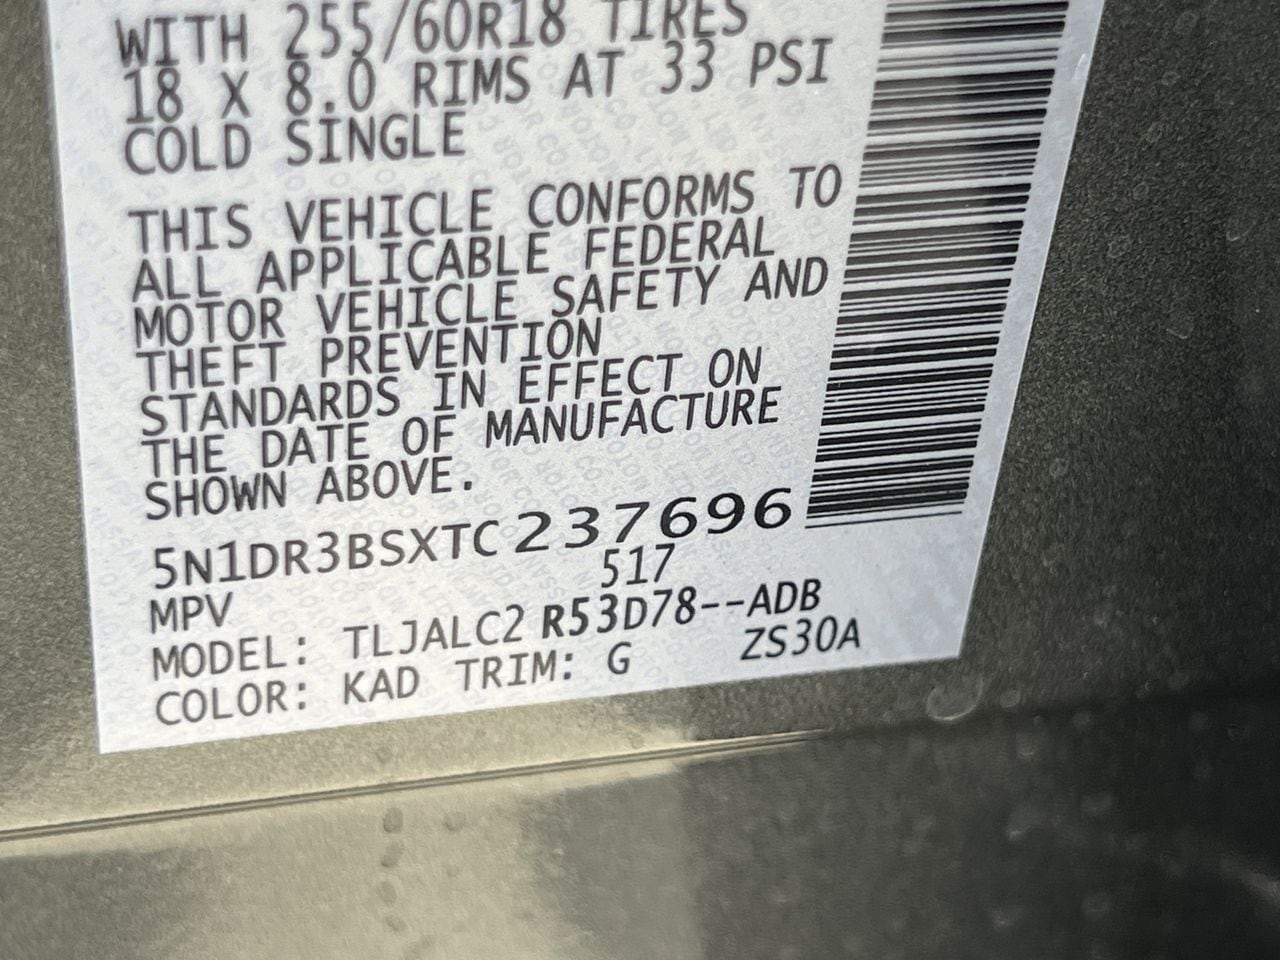 WITH 255/60R18 TIRES
18 X 8.0 RIMS AT 33 PSI
COLD SINGLE
THIS VEHICLE CONFORMS TO
ALL APPLICABLE FEDERAL
MOTOR VEHICLE SAFETY AND
THEFT PREVENTION
STANDARDS IN EFFECT ON
THE DATE OF MANUFACTURE
SHOWN ABOVE.
5N1DR3BSXTC237696
MPV 517
MODEL: TLJALC2 R53D78--ADB
COLOR: KAD TRIM: G ZS30A